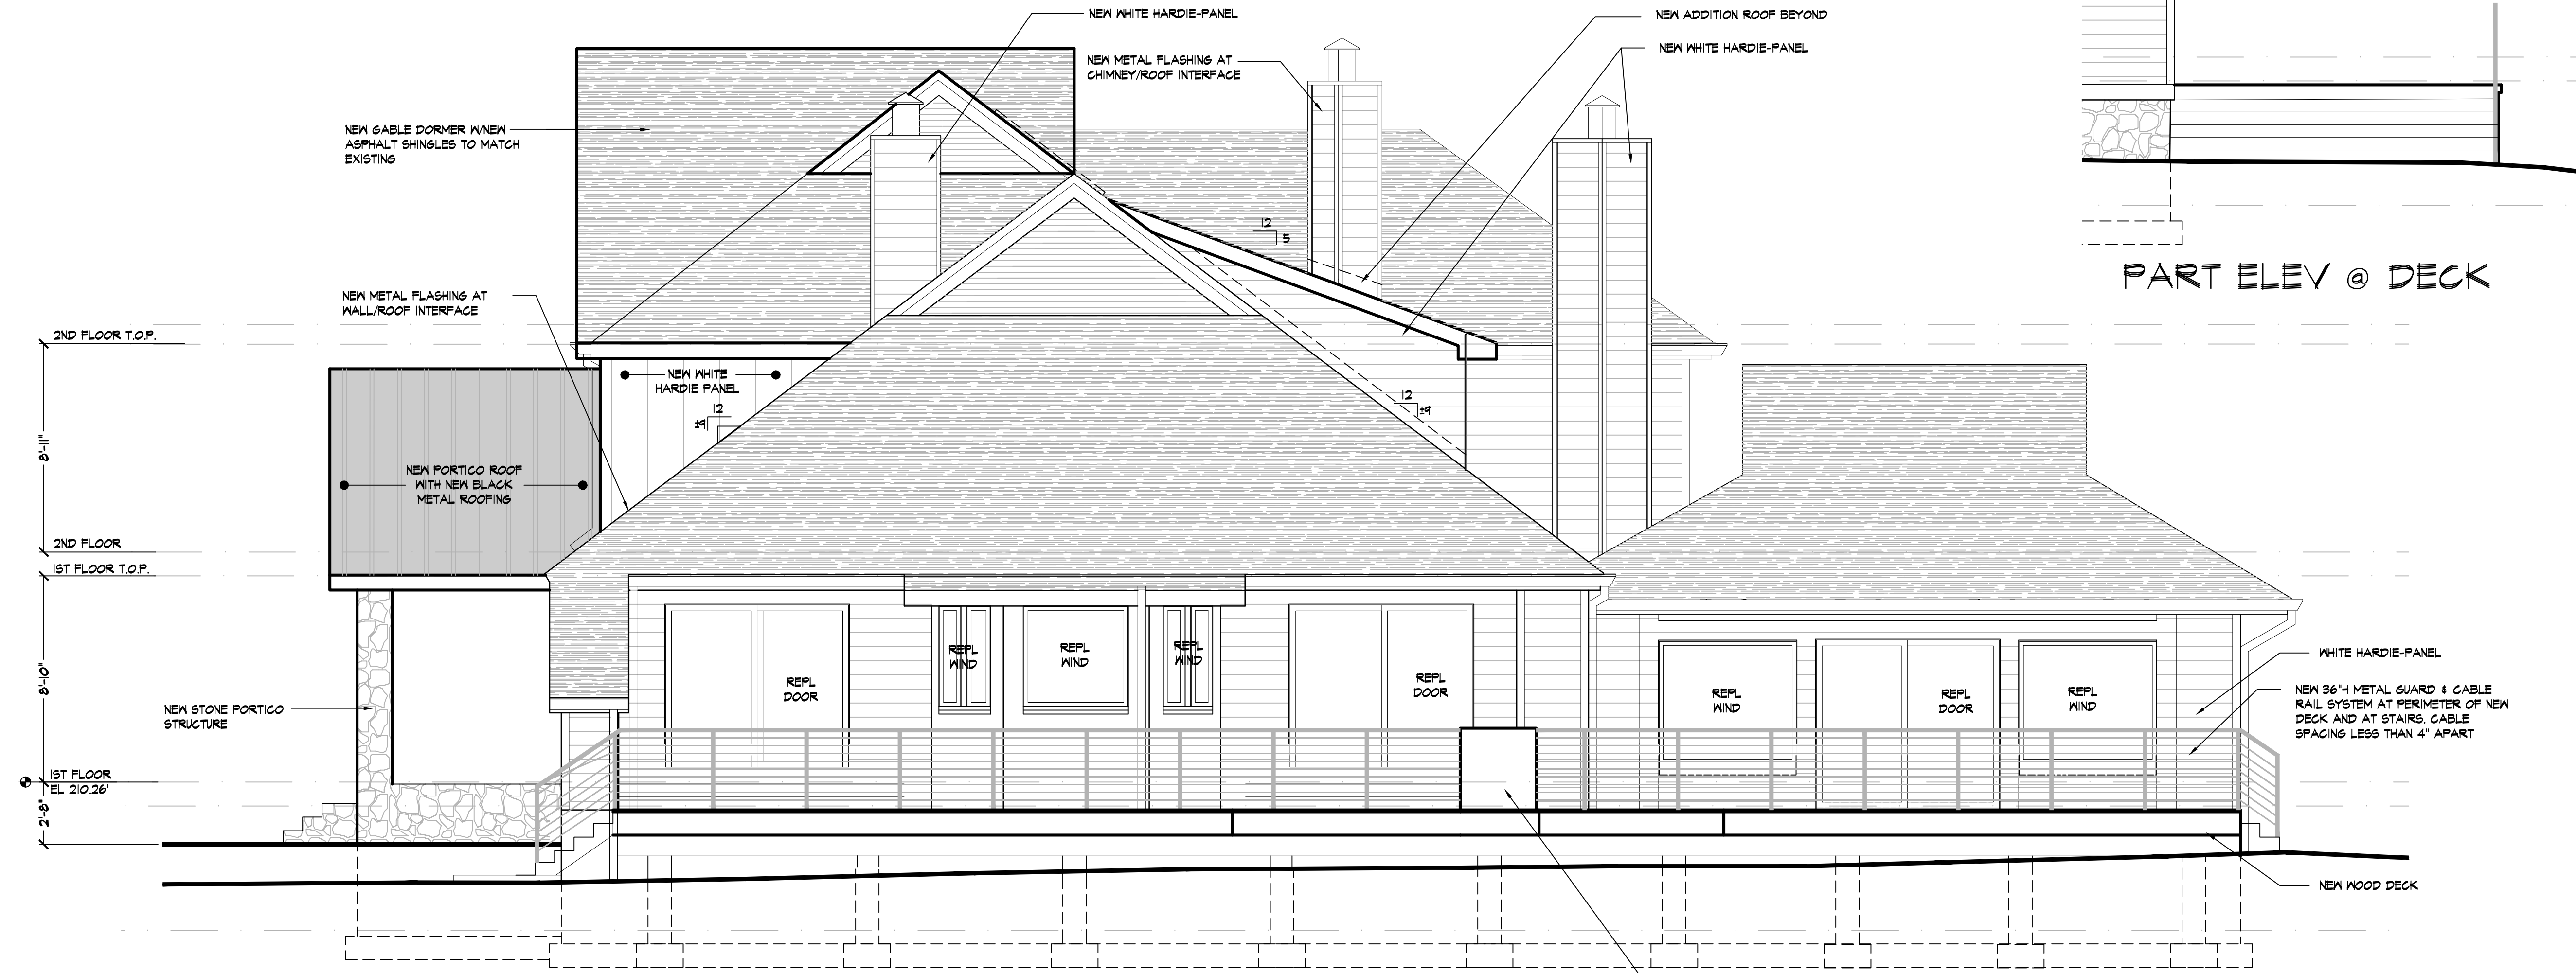 NEW WHITE HARDIE-PANEL
NEW ADDITION ROOF BEYOND
NEW WHITE HARDIE-PANEL
NEW METAL FLASHING AT
CHIMNEY/ROOF INTERFACE
NEW GABLE DORMER W/NEW
ASPHALT SHINGLES TO MATCH
EXISTING
12
5
PART ELEV @ DECK
NEW METAL FLASHING AT
WALL/ROOF INTERFACE
2ND FLOOR T.O.P.
NEW WHITE
HARDIE PANEL
12
±9
12
±9
8'-11"
NEW PORTICO ROOF
WITH NEW BLACK
METAL ROOFING
2ND FLOOR
1ST FLOOR T.O.P.
8'-10"
REPL
WIND
REPL
WIND
REPL
WIND
REPL
DOOR
REPL
DOOR
REPL
WIND
REPL
DOOR
REPL
WIND
WHITE HARDIE-PANEL
NEW 36"H METAL GUARD & CABLE
RAIL SYSTEM AT PERIMETER OF NEW
DECK AND AT STAIRS. CABLE
SPACING LESS THAN 4" APART
NEW STONE PORTICO
STRUCTURE
1ST FLOOR
EL 210.26'
2'-8"
NEW WOOD DECK